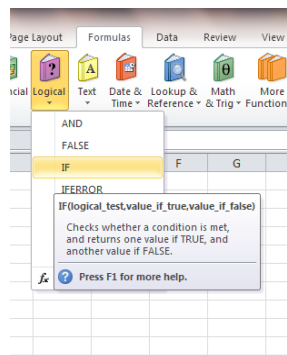 Page Layout Formulas Data Review View
ncial Logical Text Date & Lookup & Math More
Time Reference & Trig Function
AND
FALSE
IF F G
IFERROR
IF(logical_test,value_if_true,value_if_false)
Checks whether a condition is met,
and returns one value if TRUE, and
another value if FALSE.
fx Press F1 for more help.